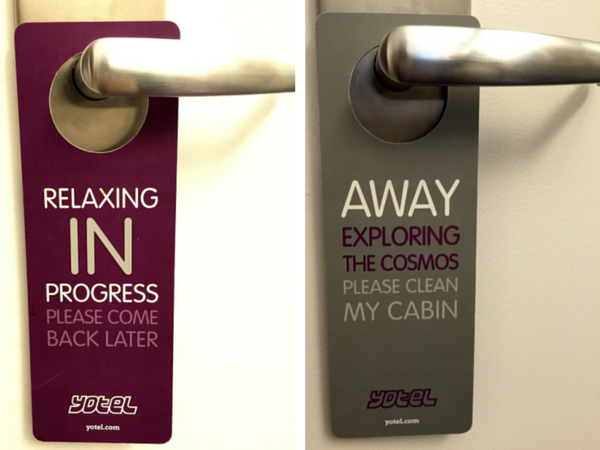 RELAXING
IN
PROGRESS
PLEASE COME
BACK LATER
YOTEL
yotel.com
AWAY
EXPLORING
THE COSMOS
PLEASE CLEAN
MY CABIN
YOTEL
yotel.com